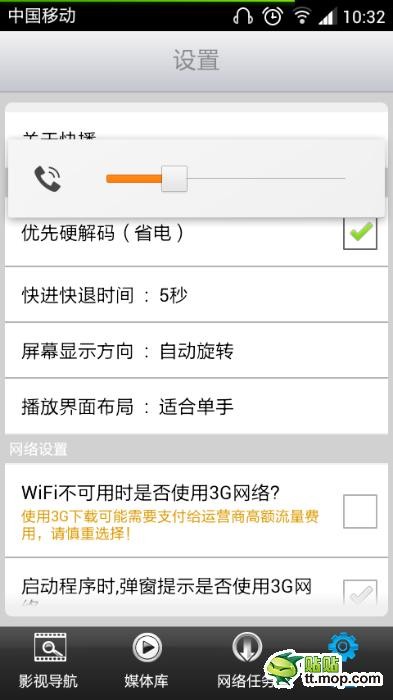 中国移动
10:32
设置
关于快播
优先硬解码（省电）
快进快退时间 ：5秒
屏幕显示方向 ：自动旋转
播放界面布局 ：适合单手
网络设置
WiFi不可用时是否使用3G网络?
使用3G下载可能需要支付给运营商高额流量费
用，请慎重选择！
启动程序时,弹窗提示是否使用3G网
络
影视导航
媒体库
网络任务
贴贴
tt.mop.com